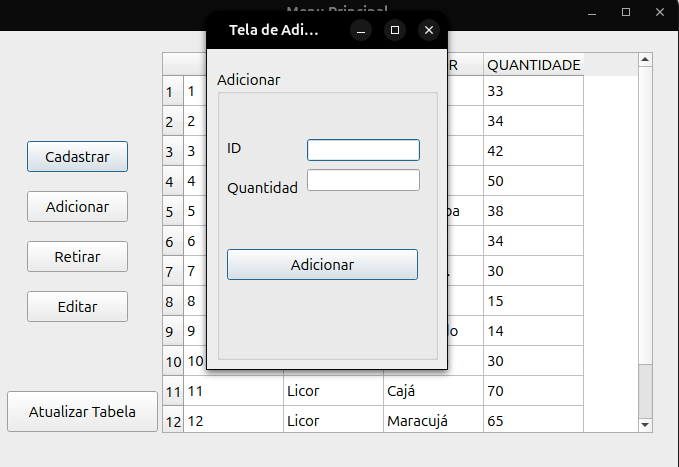 Menu Principal
Tela de Adi...
Adicionar
ID
Quantidad
Adicionar
Cadastrar
Adicionar
Retirar
Editar
Atualizar Tabela
R QUANTIDADE
1 1 33
2 2 34
3 3 42
4 4 50
5 5 38
6 6 34
7 7 30
8 8 15
9 9 14
10 10 30
11 11 Licor Cajá 70
12 12 Licor Maracujá 65